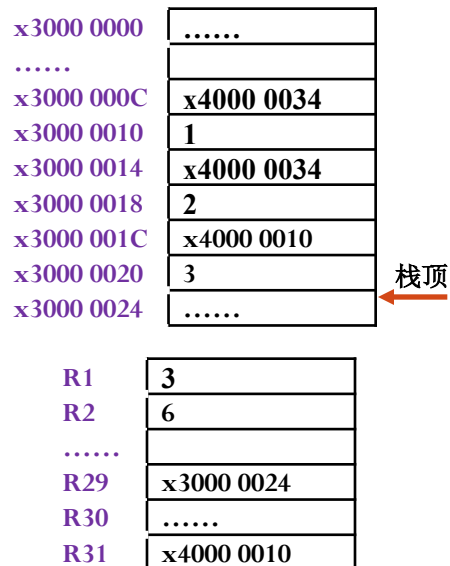 x3000 0000 ……
……
x3000 000C x4000 0034
x3000 0010 1
x3000 0014 x4000 0034
x3000 0018 2
x3000 001C x4000 0010
x3000 0020 3 栈顶
x3000 0024 ……
R1 3
R2 6
……
R29 x3000 0024
R30 ……
R31 x4000 0010